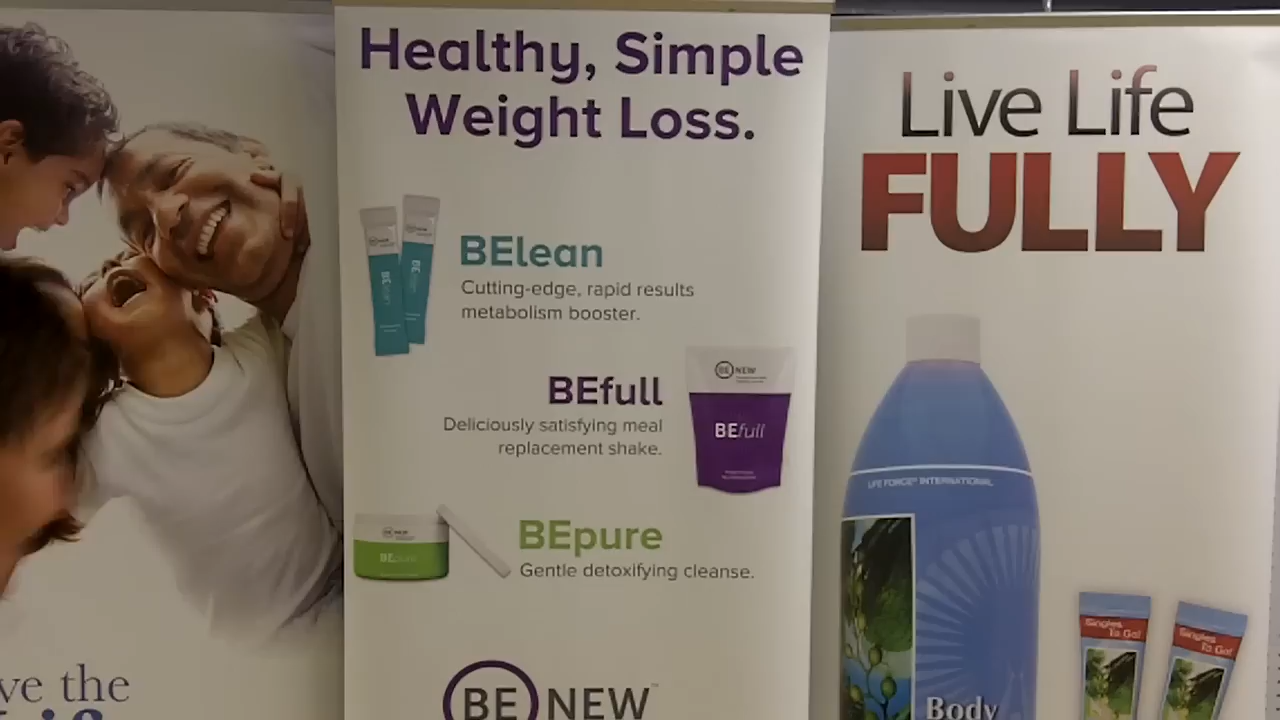 ve the
Healthy, Simple
Weight Loss.
BElean
Cutting-edge, rapid results
metabolism booster.
BEfull
Deliciously satisfying meal
replacement shake.
BE NEW
BEfull
BEpure
Gentle detoxifying cleanse.
BE NEW™
Live Life
FULLY
LIFE FORCE® INTERNATIONAL
Body
Singles
To Go!
Singles
To Go!